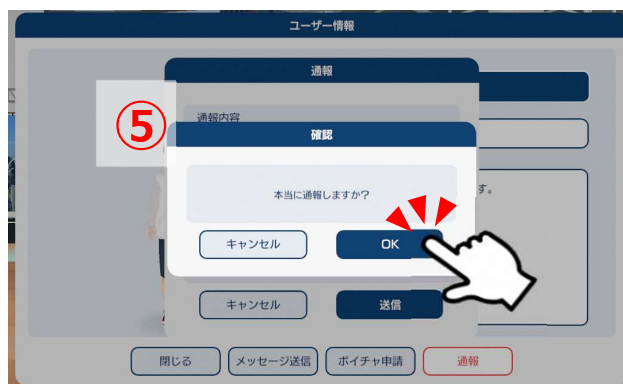 ユーザー情報
通報
⑤
通報内容
確認
本当に通報しますか?
す。
キャンセル
OK
キャンセル
送信
閉じる
メッセージ送信
ボイチャ申請
通報